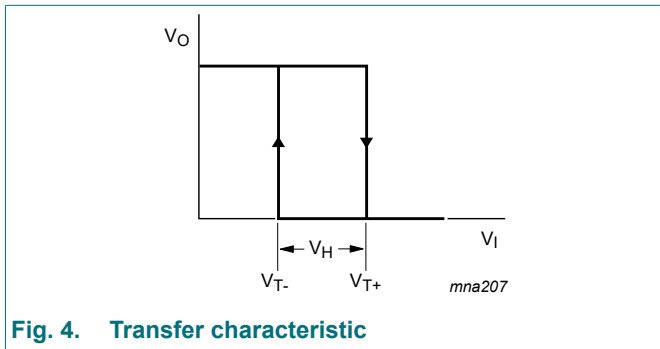 VO
VH
VI
VT-
VT+
mna207
Fig. 4. Transfer characteristic